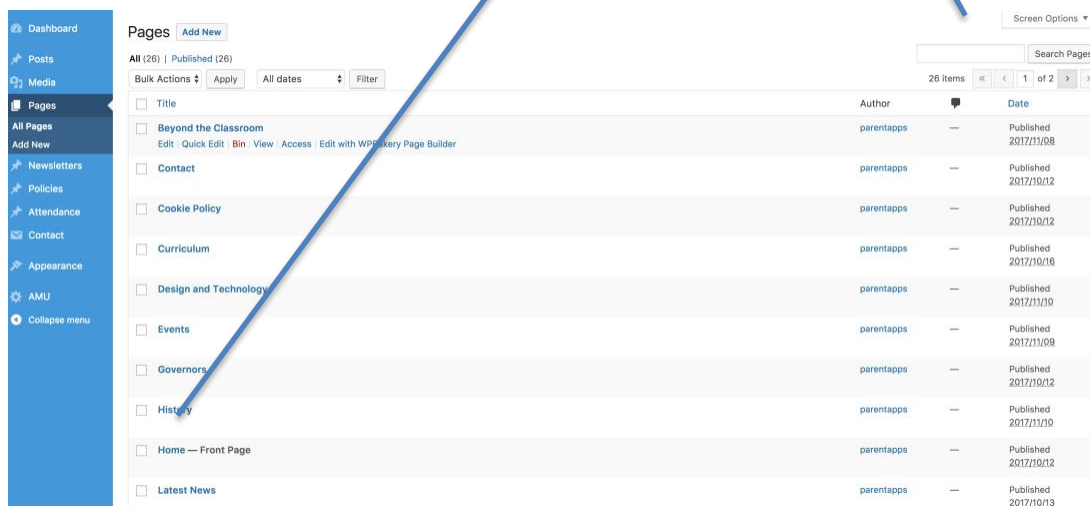 Dashboard
Posts
Media
Pages
All Pages
Add New
Newsletters
Policies
Attendance
Contact
Appearance
AMU
Collapse menu
Screen Options
Pages Add New
All (26) | Published (26)
Search Pages
Bulk Actions Apply All dates Filter
26 items « ‹ 1 of 2 ›
Title Author Date
Beyond the Classroom parentapps — Published
Edit | Quick Edit | Bin | View | Access | Edit with WPBakery Page Builder 2017/11/08
Contact parentapps — Published
2017/10/12
Cookie Policy parentapps — Published
2017/10/12
Curriculum parentapps — Published
2017/10/16
Design and Technology parentapps — Published
2017/11/10
Events parentapps — Published
2017/11/09
Governors parentapps — Published
2017/10/12
History parentapps — Published
2017/11/10
Home — Front Page parentapps — Published
2017/10/12
Latest News parentapps — Published
2017/10/13